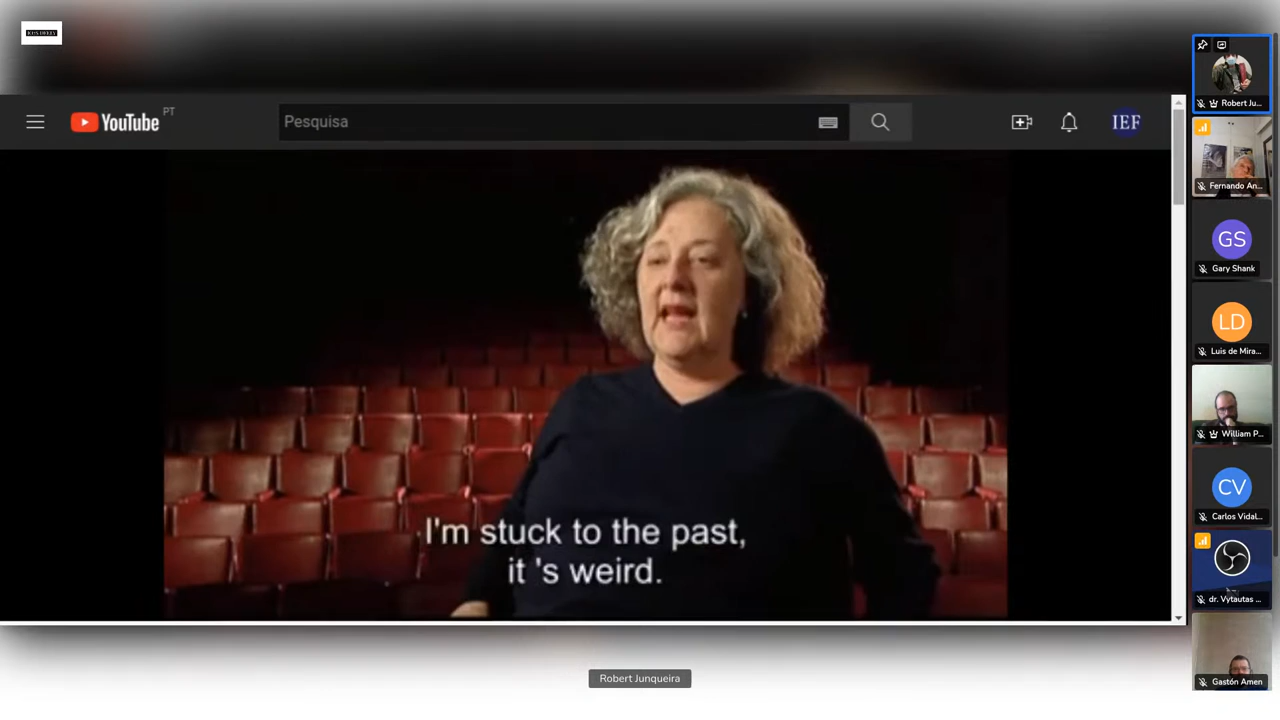 YouTube PT
Pesquisa
IEF
I'm stuck to the past,
it 's weird.
Robert Junqueira
Robert Ju...
Fernando An...
GS
Gary Shank
LD
Luis de Mira...
William P...
CV
Carlos Vidal...
dr. Vytautas ...
Gastón Amen